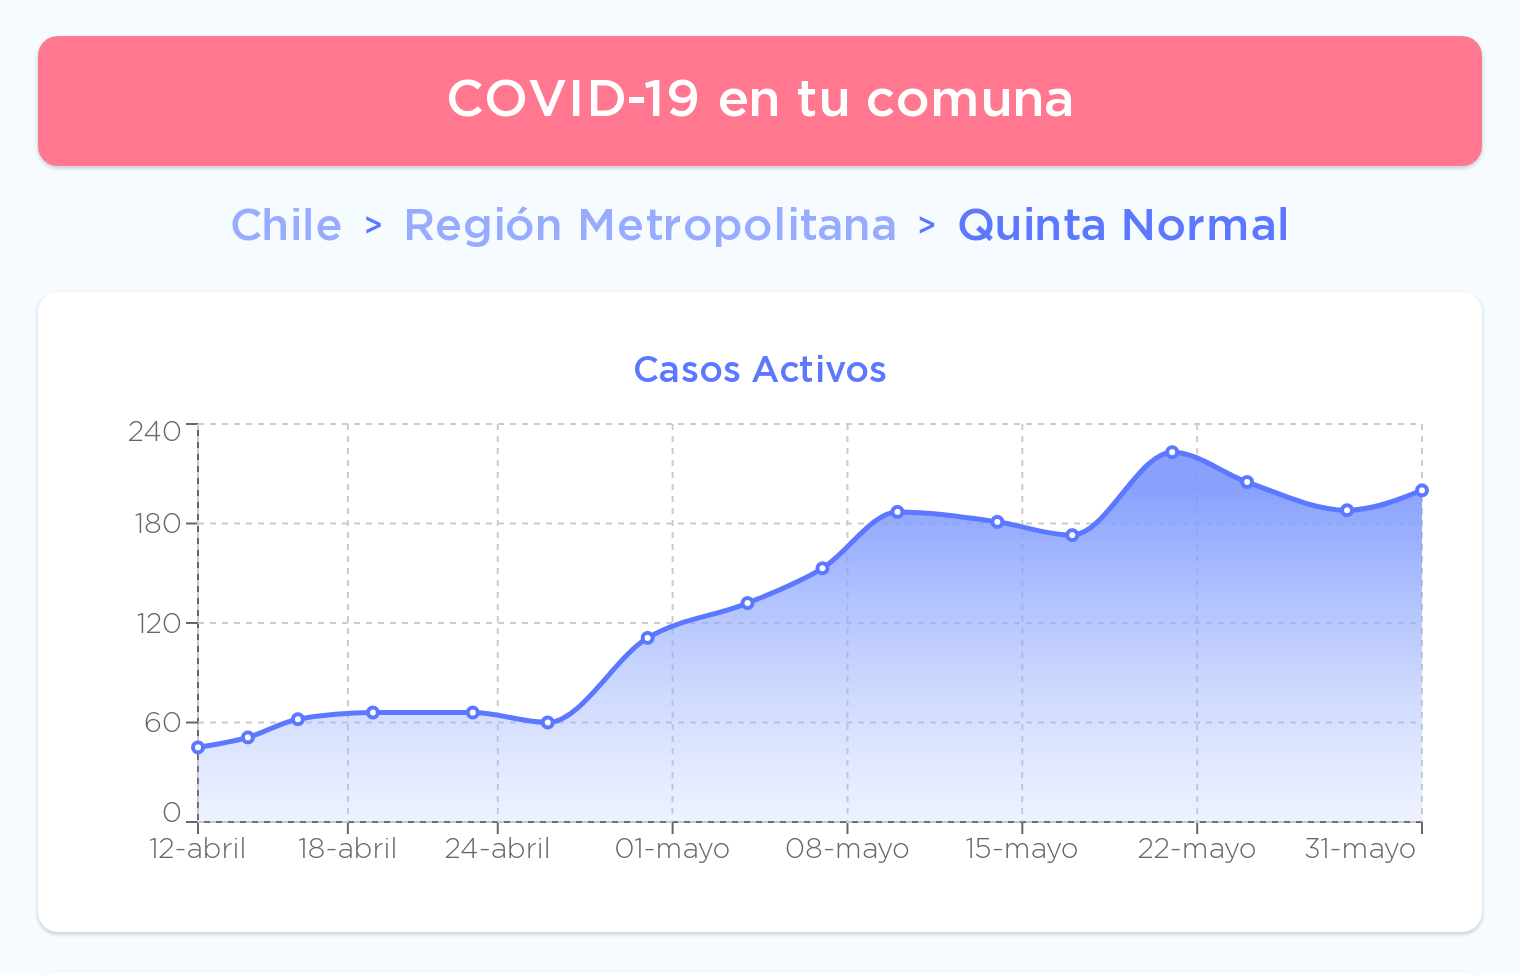 COVID-19 en tu comuna
Chile > Región Metropolitana > Quinta Normal
Casos Activos
240
180
120
60
0
12-abril 18-abril 24-abril 01-mayo 08-mayo 15-mayo 22-mayo 31-mayo